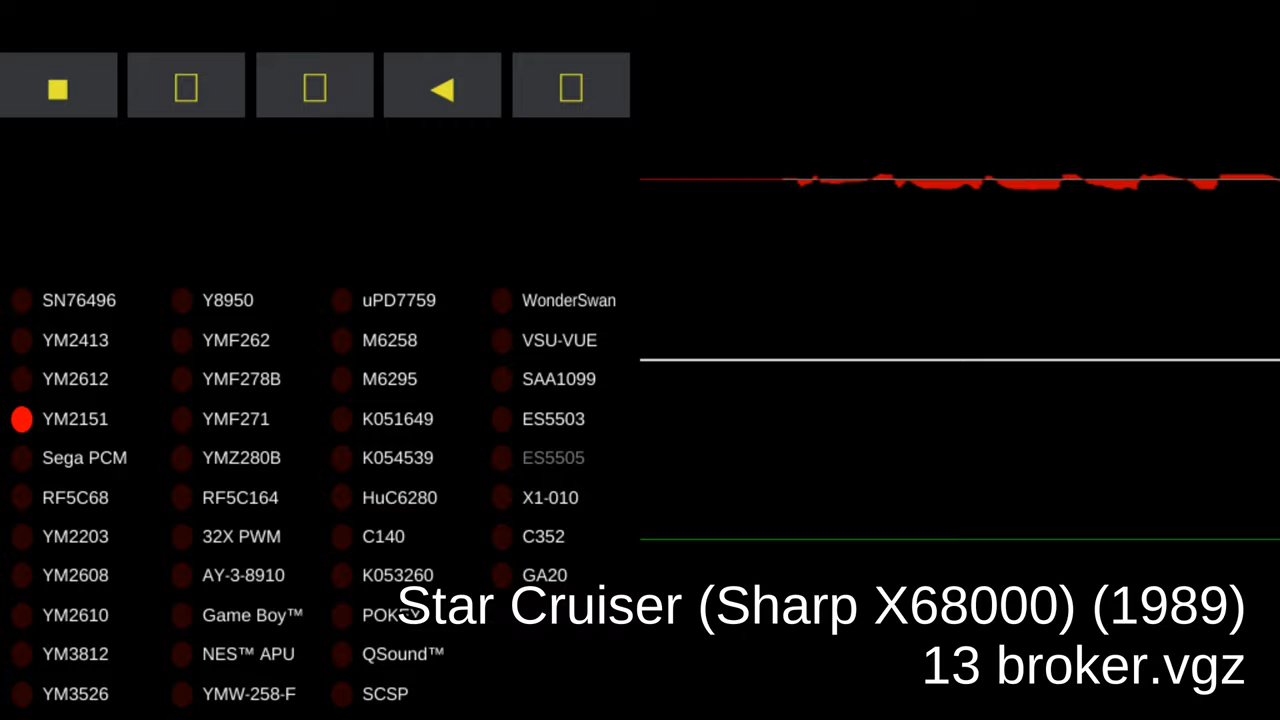 SN76496
YM2413
YM2612
YM2151
Sega PCM
RF5C68
YM2203
YM2608
YM2610
YM3812
YM3526
Y8950
YMF262
YMF278B
YMF271
YMZ280B
RF5C164
32X PWM
AY-3-8910
Game Boy™
NES™ APU
YMW-258-F
uPD7759
M6258
M6295
K051649
K054539
HuC6280
C140
K053260
POKEY
QSound™
SCSP
WonderSwan
VSU-VUE
SAA1099
ES5503
ES5505
X1-010
C352
GA20
Star Cruiser (Sharp X68000) (1989)
13 broker.vgz